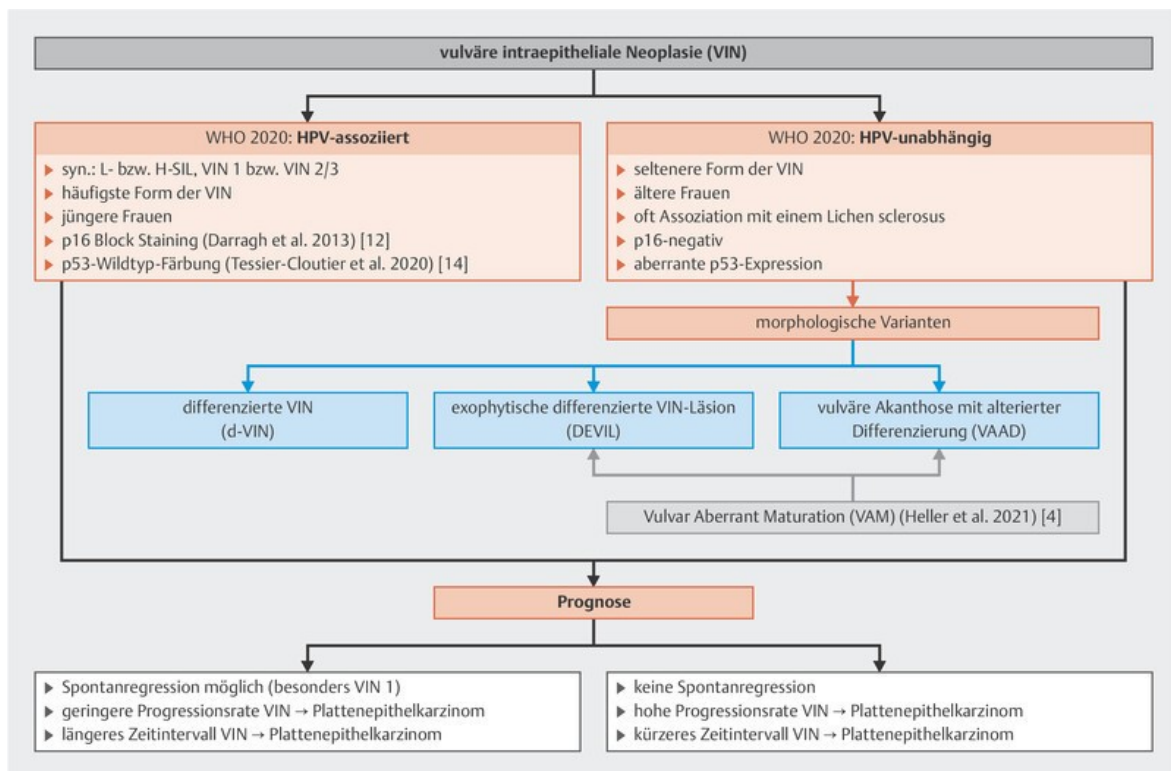 vulväre intraepitheliale Neoplasie (VIN)
WHO 2020: HPV-assoziiert
▶ syn.: L- bzw. H-SIL, VIN 1 bzw. VIN 2/3
▶ häufigste Form der VIN
▶ jüngere Frauen
▶ p16 Block Staining (Darragh et al. 2013) [12]
▶ p53-Wildtyp-Färbung (Tessier-Cloutier et al. 2020) [14]
WHO 2020: HPV-unabhängig
▶ seltenere Form der VIN
▶ ältere Frauen
▶ oft Assoziation mit einem Lichen sclerosus
▶ p16-negativ
▶ aberrante p53-Expression
morphologische Varianten
differenzierte VIN
(d-VIN)
exophytische differenzierte VIN-Läsion
(DEVIL)
vulväre Akanthose mit alterierter
Differenzierung (VAAD)
Vulvar Aberrant Maturation (VAM) (Heller et al. 2021) [4]
Prognose
▶ Spontanregression möglich (besonders VIN 1)
▶ geringere Progressionsrate VIN → Plattenepithelkarzinom
▶ längeres Zeitintervall VIN → Plattenepithelkarzinom
▶ keine Spontanregression
▶ hohe Progressionsrate VIN → Plattenepithelkarzinom
▶ kürzeres Zeitintervall VIN → Plattenepithelkarzinom